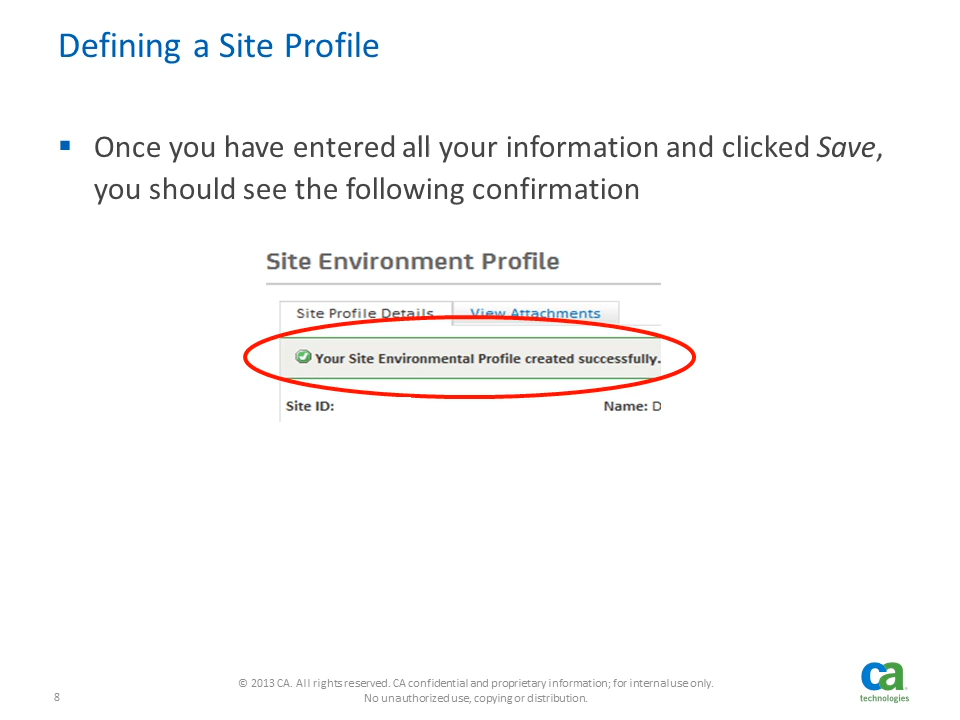 Defining a Site Profile
Once you have entered all your information and clicked Save,
you should see the following confirmation
Site Environment Profile
Site Profile Details View Attachments
Your Site Environmental Profile created successfully.
Site ID: Name: D
© 2013 CA. All rights reserved. CA confidential and proprietary information; for internal use only.
No unauthorized use, copying or distribution.
8
ca
technologies